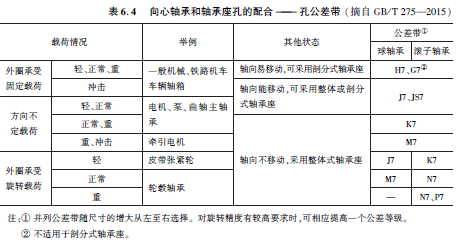 表 6.4 向心轴承和轴承座孔的配合 —— 孔公差带 (摘自 GB/T 275—2015)
载荷情况 举例 其他状态 公差带①
球轴承 滚子轴承
外圈承受固定载荷 轻、正常、重 一般机械、铁路机车车辆轴箱 轴向易移动,可采用剖分式轴承座 H7、G7②
冲击 轴向能移动,可采用整体或剖分式轴承座 J7、JS7
方向不定载荷 轻、正常 电机、泵、曲轴主轴承
正常、重 轴向不移动,采用整体式轴承座 K7
重、冲击 牵引电机 M7
外圈承受旋转载荷 轻 皮带张紧轮 J7 K7
正常 轮毂轴承 M7 N7
重 — N7、P7
注:① 并列公差带随尺寸的增大从左至右选择。对旋转精度有较高要求时,可相应提高一个公差等级。
② 不适用于剖分式轴承座。